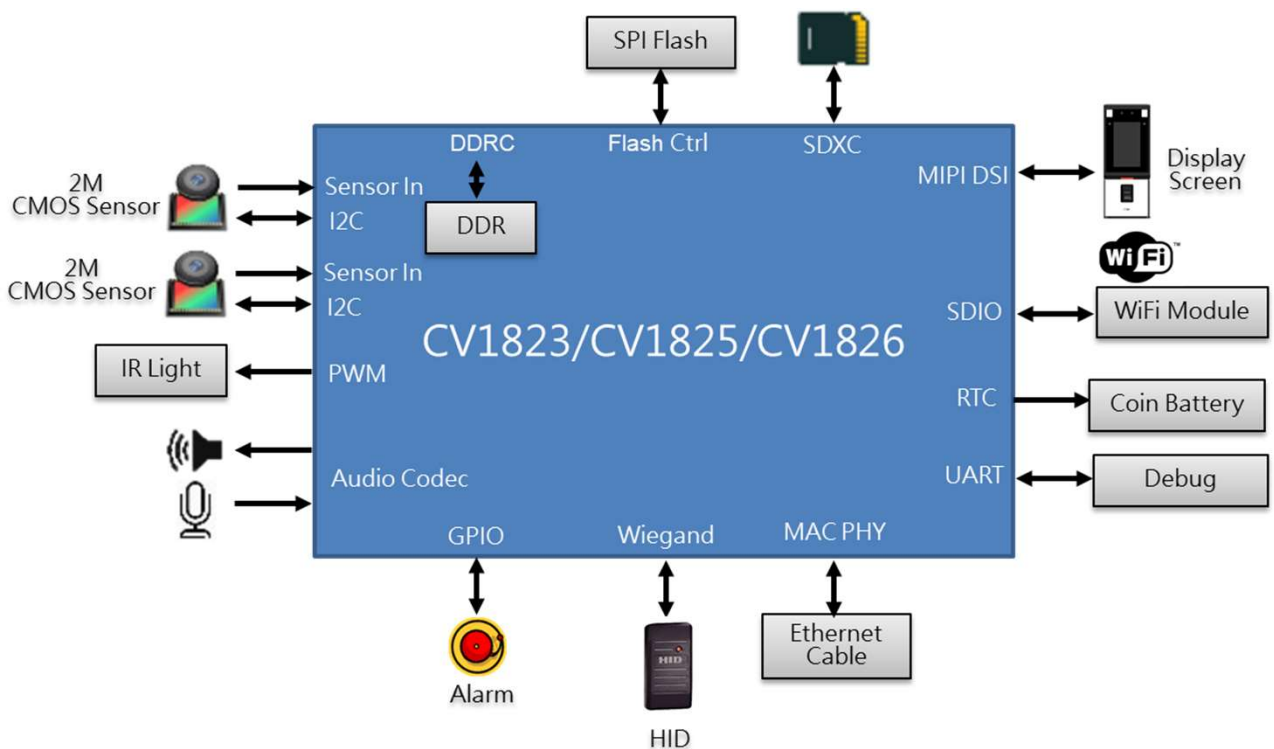 SPI Flash
DDRC
Flash Ctrl
SDXC
MIPI DSI
Display
Screen
2M
CMOS Sensor
Sensor In
I2C
DDR
2M
CMOS Sensor
Sensor In
I2C
WiFi
TM
SDIO
WiFi Module
CV1823/CV1825/CV1826
IR Light
PWM
RTC
Coin Battery
Audio Codec
UART
Debug
GPIO
Wiegand
MAC PHY
Alarm
HID
Ethernet
Cable
HID